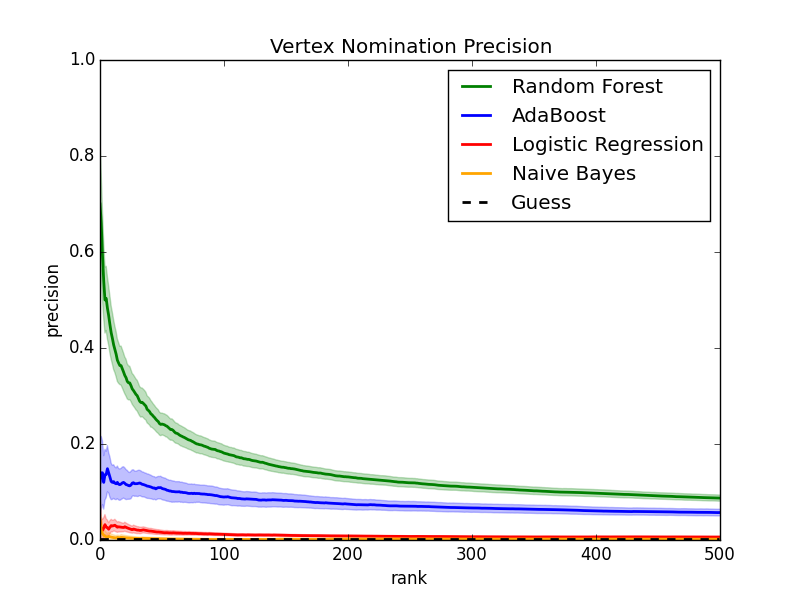 Vertex Nomination Precision
1.0
0.8
0.6
0.4
0.2
0.0
precision
Random Forest
AdaBoost
Logistic Regression
Naive Bayes
Guess
0
100
200
300
400
500
rank